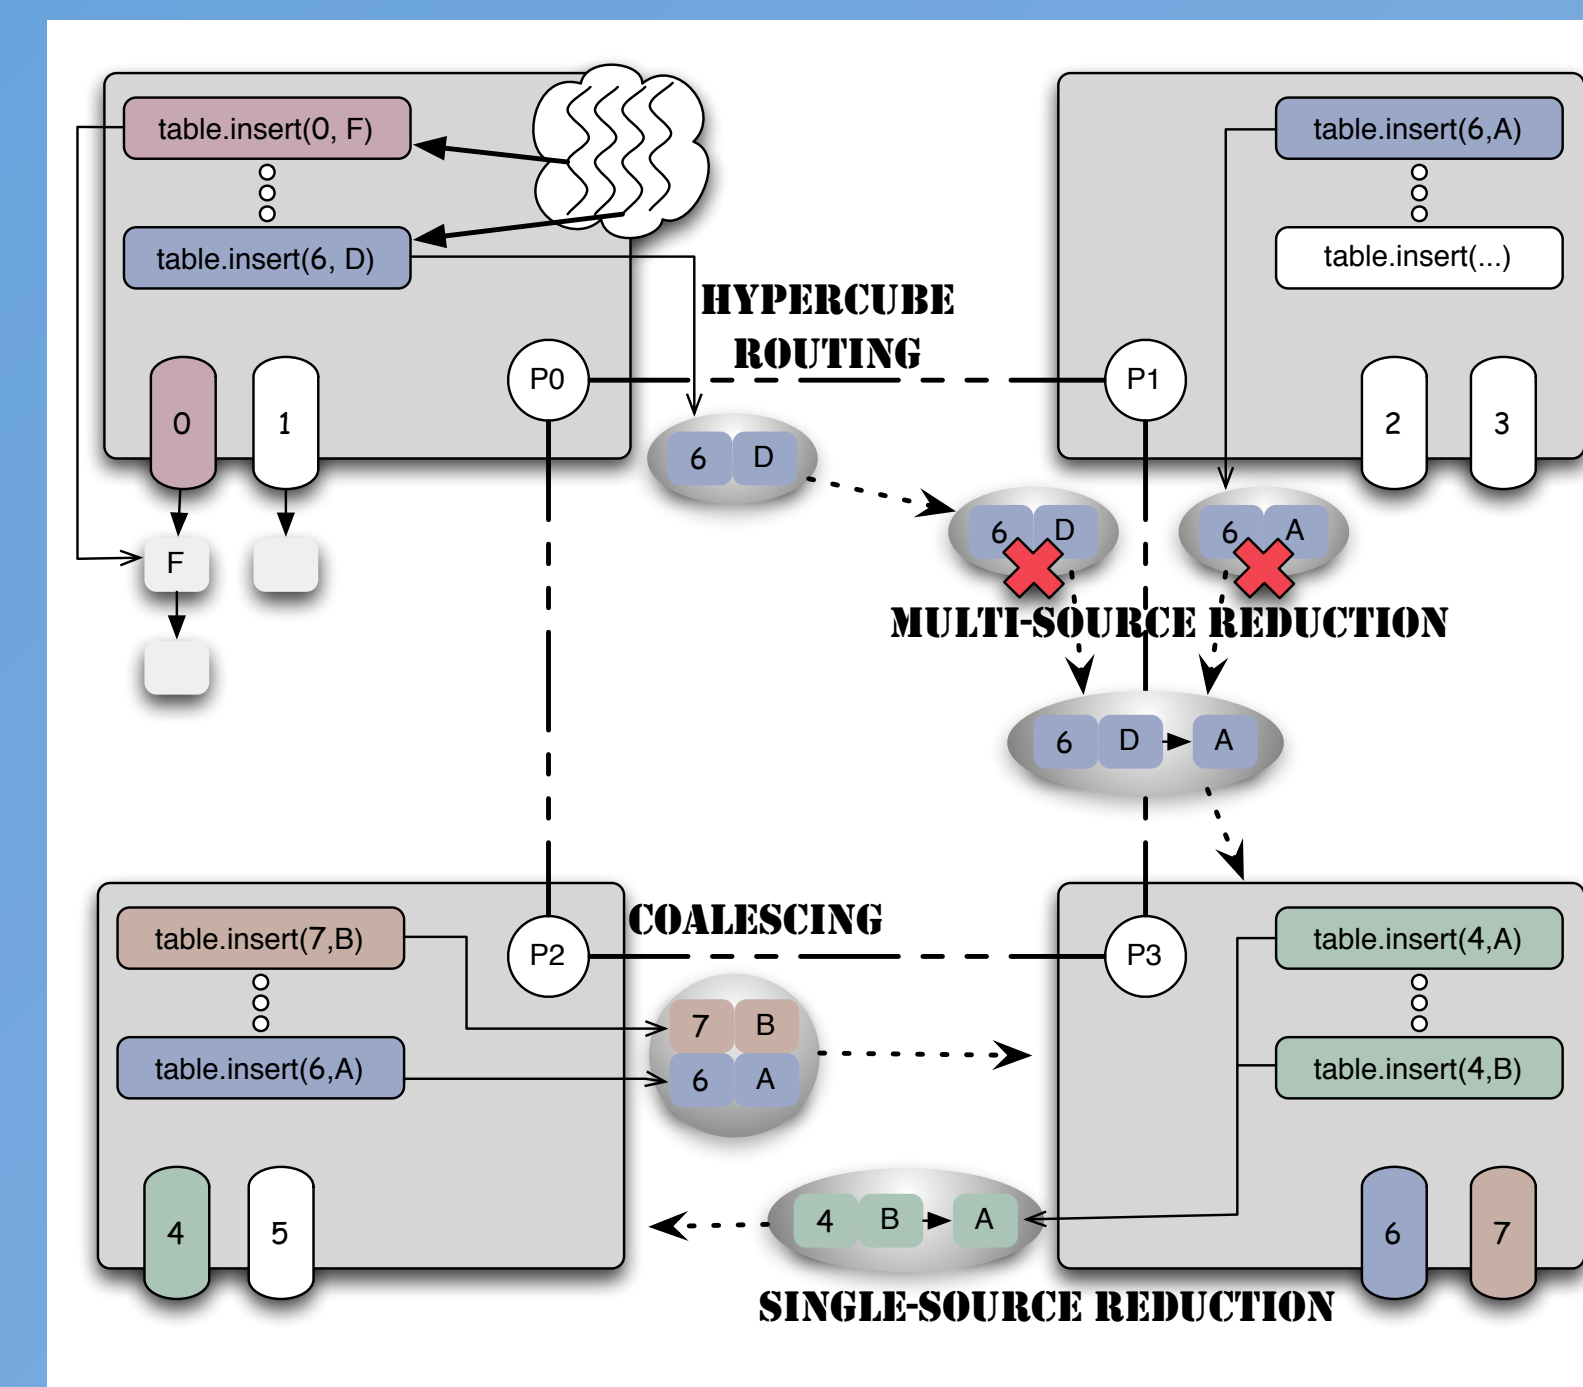 table.insert(0, F)
table.insert(6, D)
P0
0
1
F
HYPERCUBE
ROUTING
6 D
table.insert(6,A)
table.insert(...)
P1
2
3
6 D
6 A
MULTI-SOURCE REDUCTION
6 D A
table.insert(7,B)
table.insert(6,A)
P2
4
5
COALESCING
7 B
6 A
table.insert(4,A)
table.insert(4,B)
P3
6
7
4 B A
SINGLE-SOURCE REDUCTION